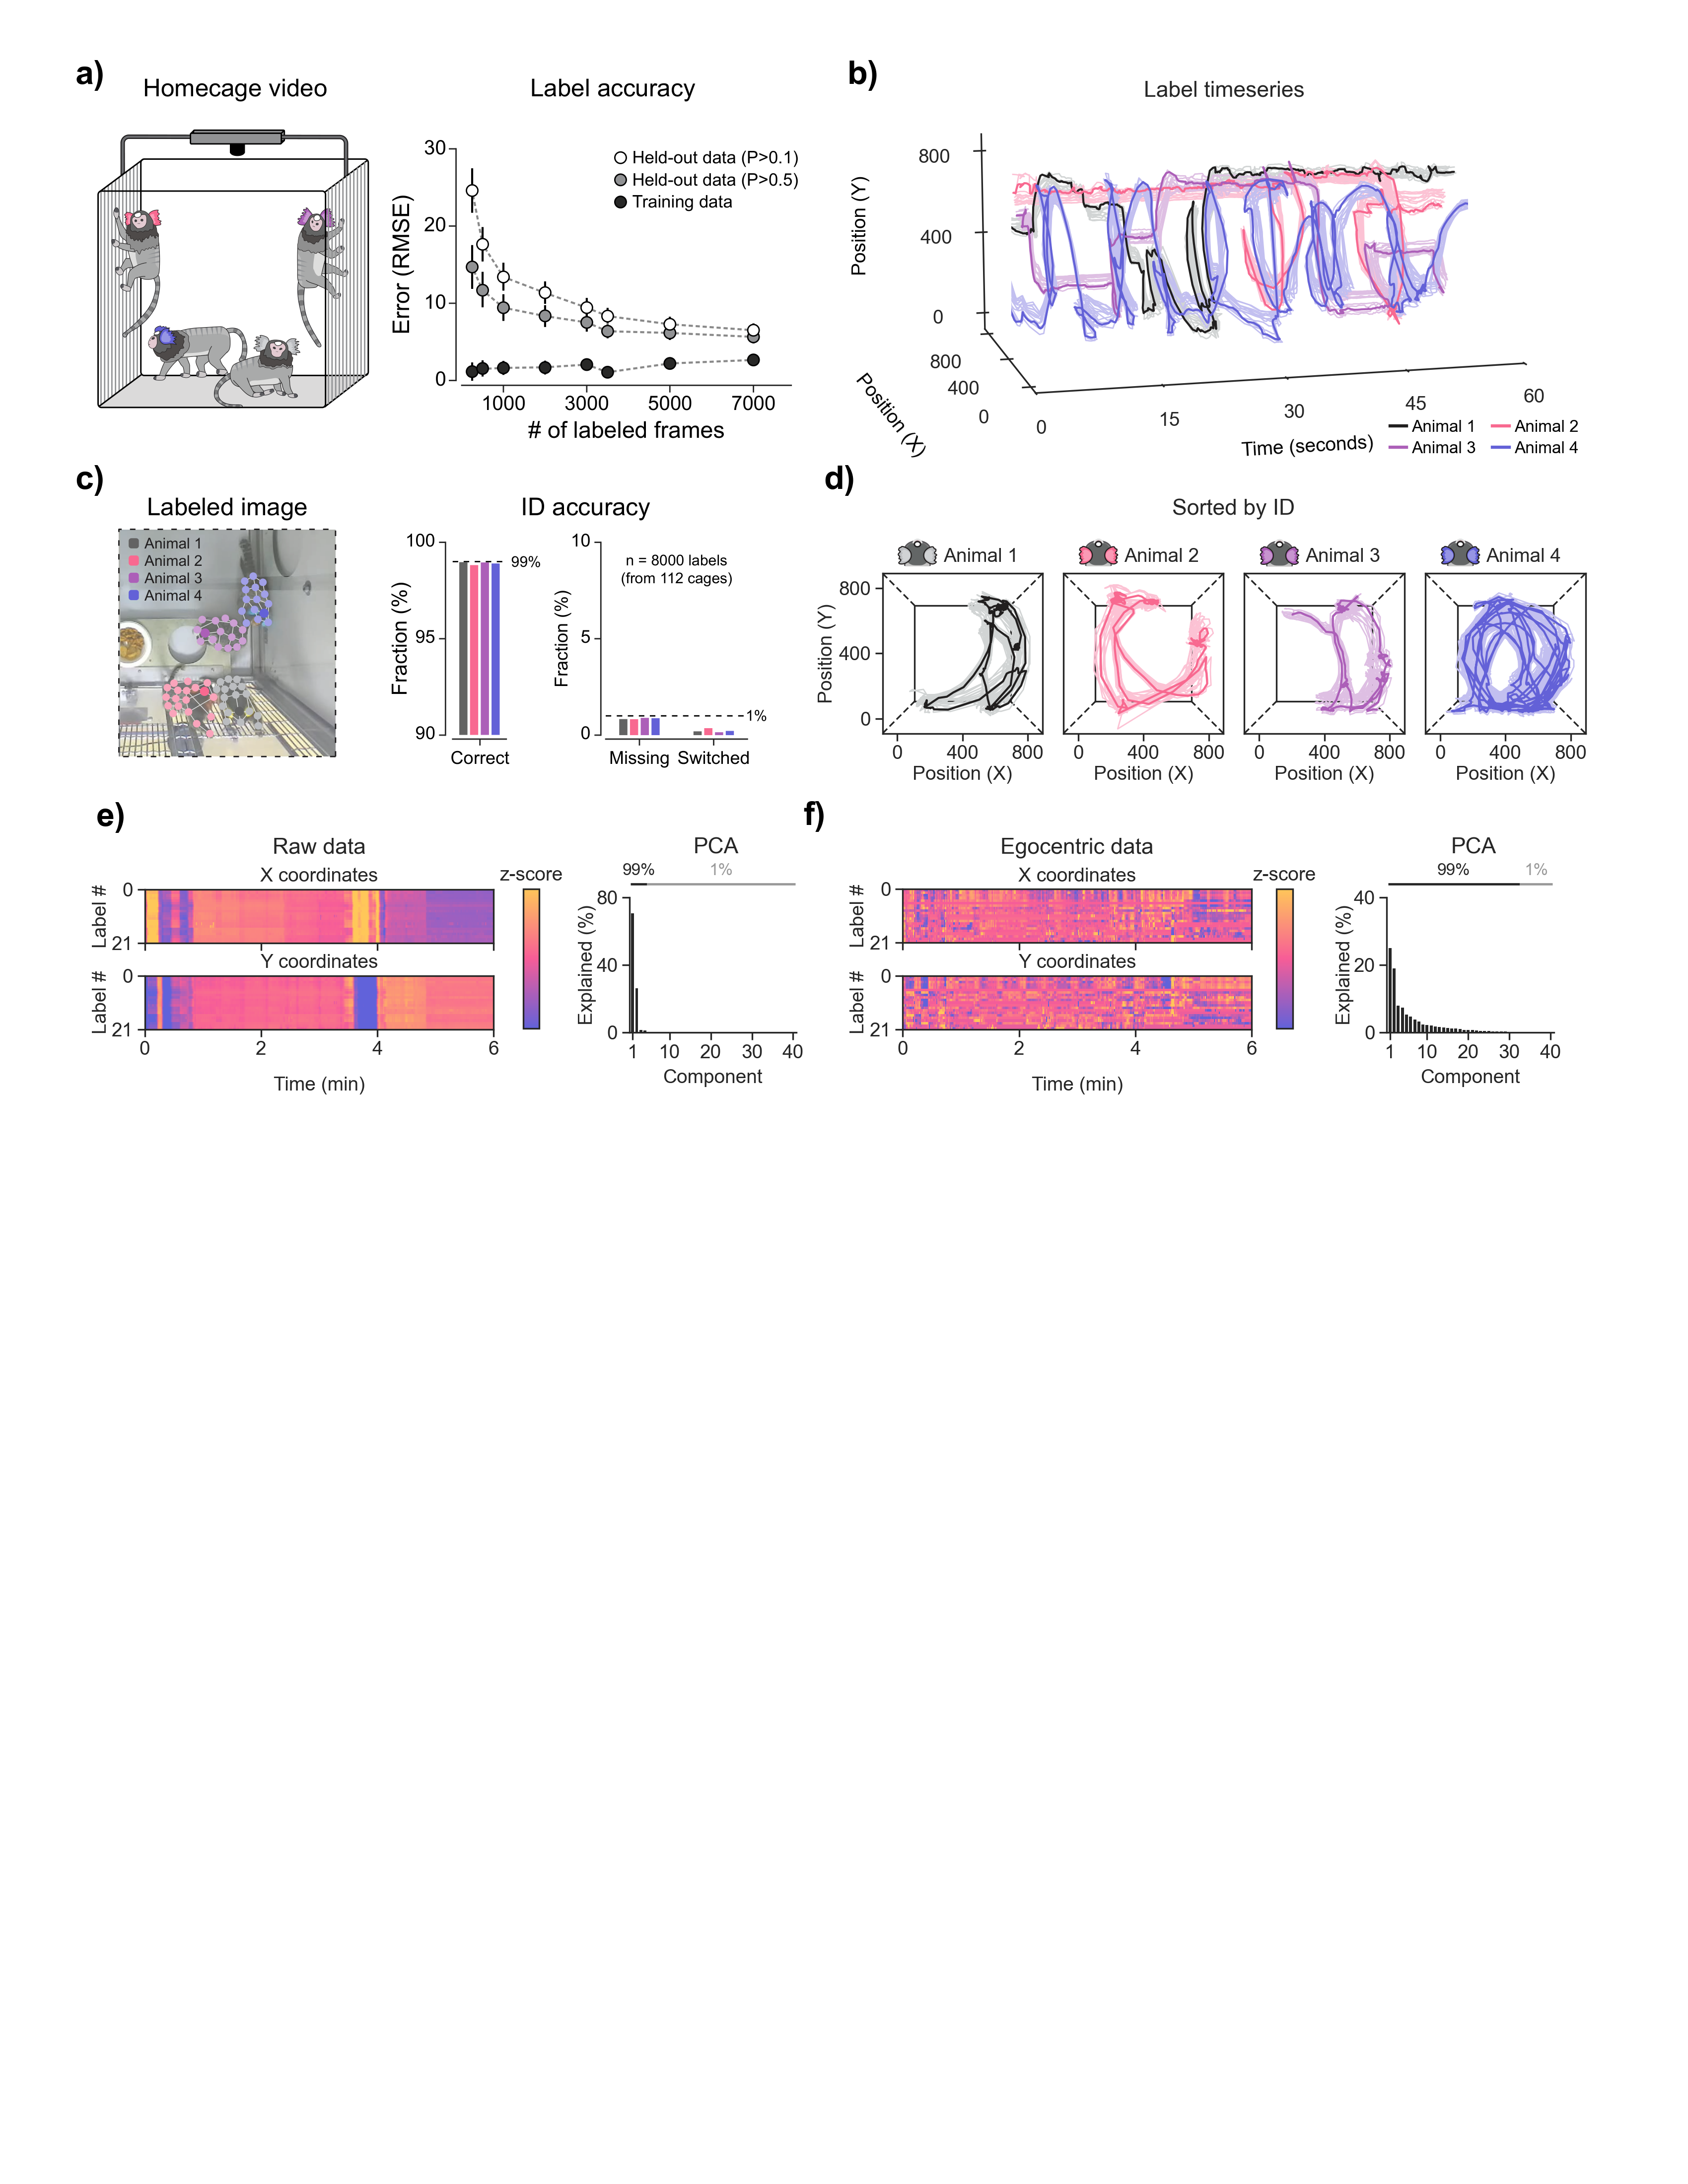 a)
Homecage video
Label accuracy
30
20
10
0
Error (RMSE)
Held-out data (P>0.1)
Held-out data (P>0.5)
Training data
1000 3000 5000 7000
# of labeled frames
b)
Label timeseries
800
400
0
Position (Y)
800
400
0
Position (X)
0 15 30 45 60
Time (seconds)
Animal 1 Animal 2
Animal 3 Animal 4
c)
Labeled image
Animal 1
Animal 2
Animal 3
Animal 4
ID accuracy
100
95
90
Fraction (%)
99%
Correct
10
5
0
Fraction (%)
n = 8000 labels
(from 112 cages)
1%
Missing Switched
d)
Sorted by ID
Animal 1 Animal 2 Animal 3 Animal 4
800
400
0
Position (Y)
0 400 800 0 400 800 0 400 800 0 400 800
Position (X) Position (X) Position (X) Position (X)
e)
Raw data
X coordinates
z-score
Label #
0
21
Y coordinates
Label #
0
21
0 2 4 6
Time (min)
PCA
99% 1%
80
40
0
Explained (%)
1 10 20 30 40
Component
f)
Egocentric data
X coordinates
z-score
Label #
0
21
Y coordinates
Label #
0
21
0 2 4 6
Time (min)
PCA
99% 1%
40
20
0
Explained (%)
1 10 20 30 40
Component